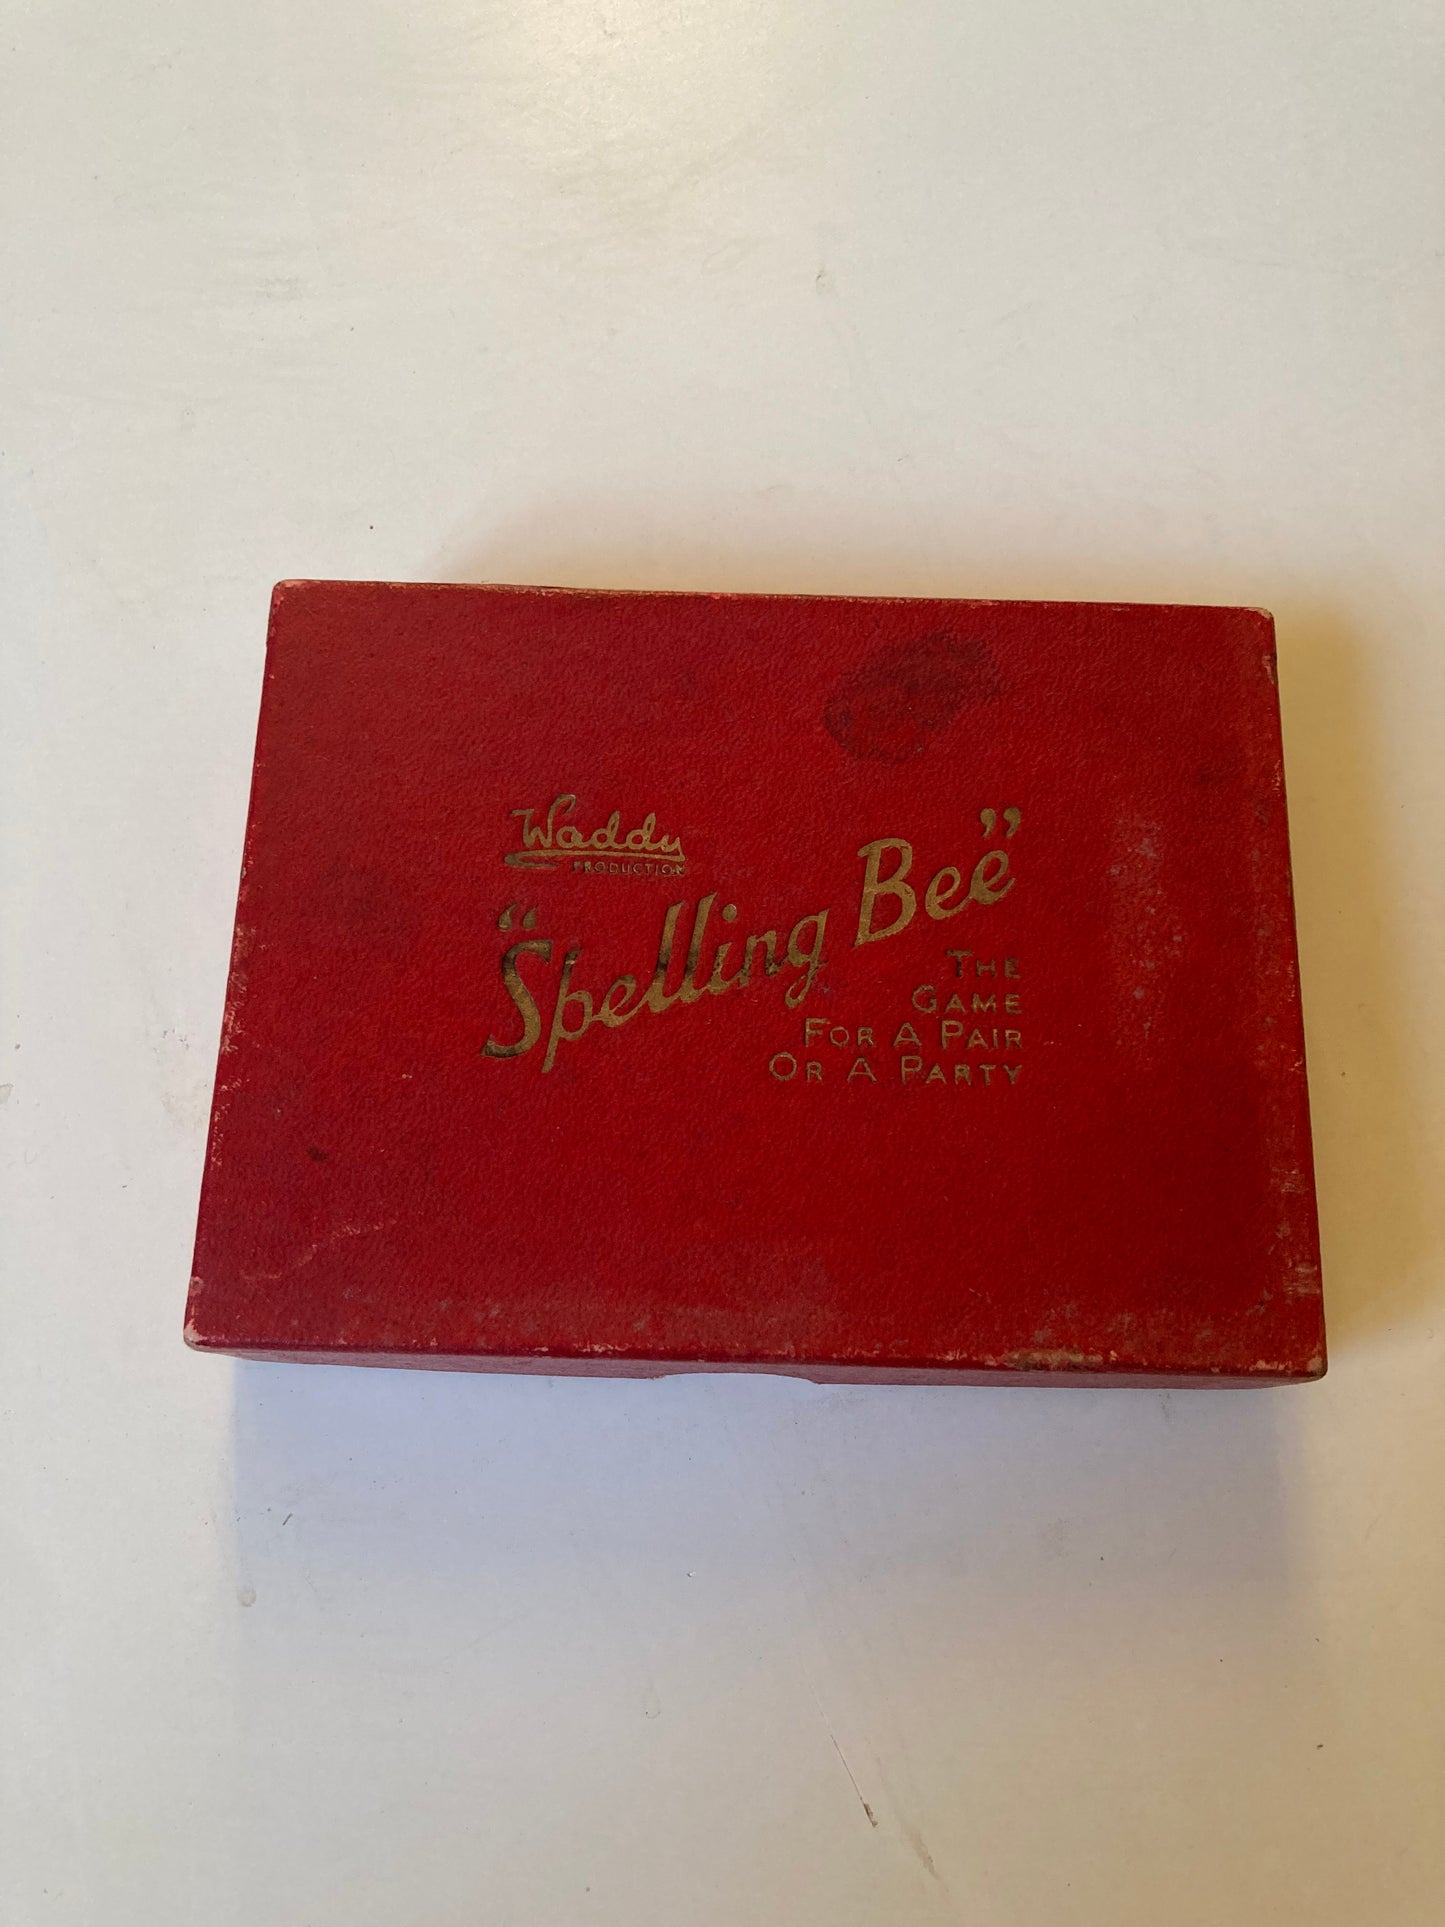 Waddy
PRODUCTION
“Spelling Bee”
THE
GAME
FOR A PAIR
OR A PARTY